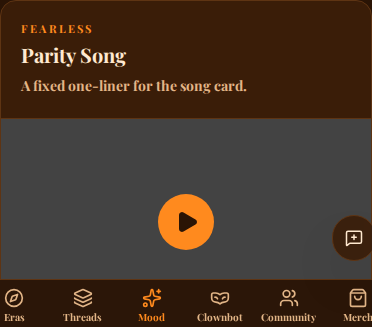 FEARLESS
Parity Song
A fixed one-liner for the song card.
Eras Threads Mood Clownbot Community Merch